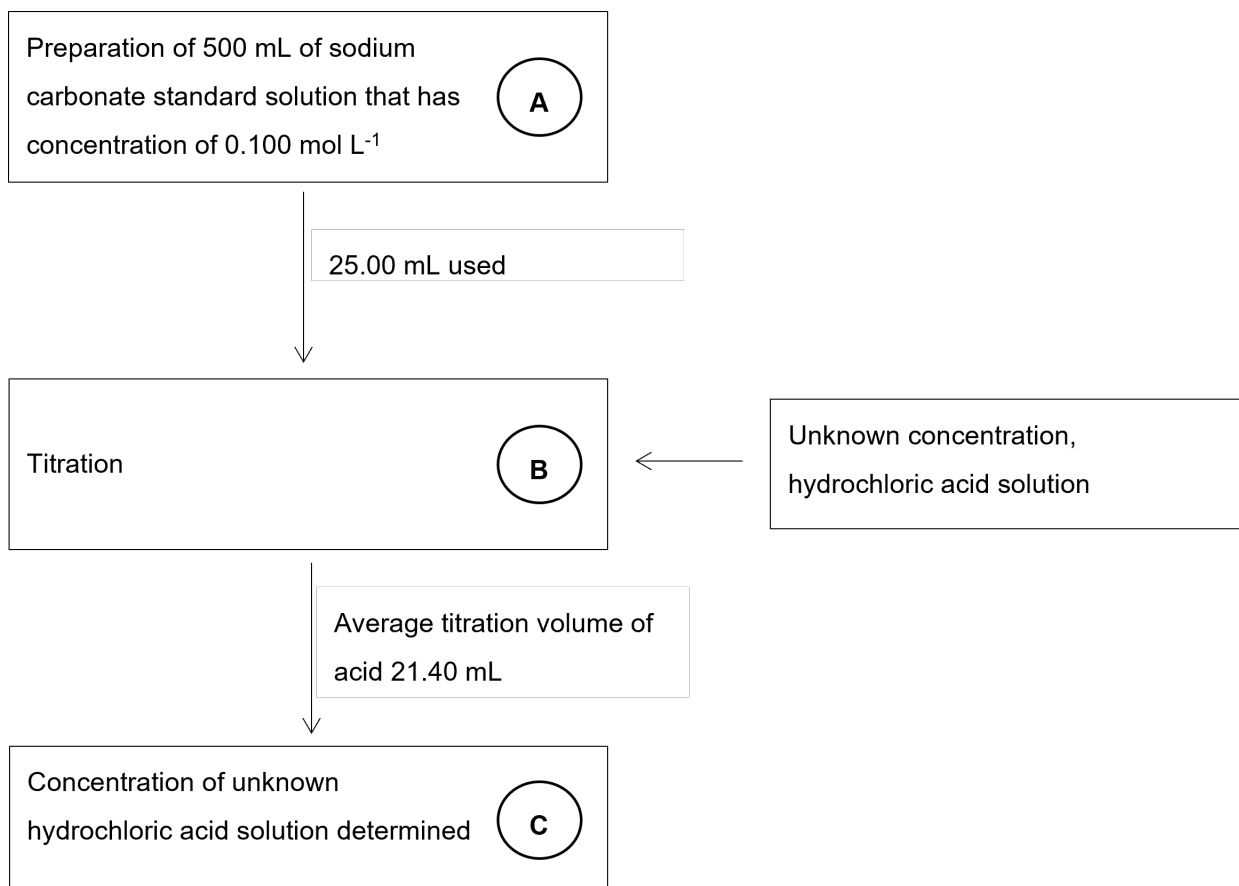 Preparation of 500 mL of sodium
carbonate standard solution that has
concentration of 0.100 mol L⁻¹
A
25.00 mL used
Titration
B
Unknown concentration,
hydrochloric acid solution
Average titration volume of
acid 21.40 mL
Concentration of unknown
hydrochloric acid solution determined
C